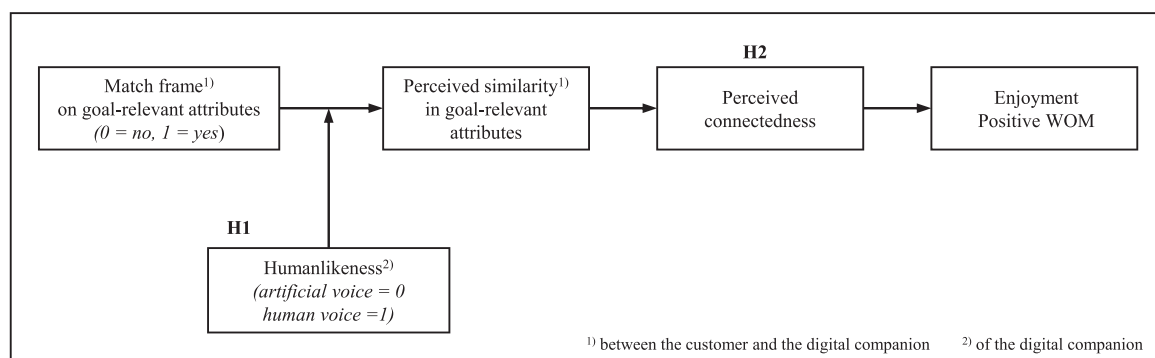 H2
Match frame1)
on goal-relevant attributes
(0 = no, 1 = yes)
Perceived similarity1)
in goal-relevant
attributes
Perceived
connectedness
Enjoyment
Positive WOM
H1
Humanlikeness2)
(artificial voice = 0
human voice =1)
1) between the customer and the digital companion 2) of the digital companion